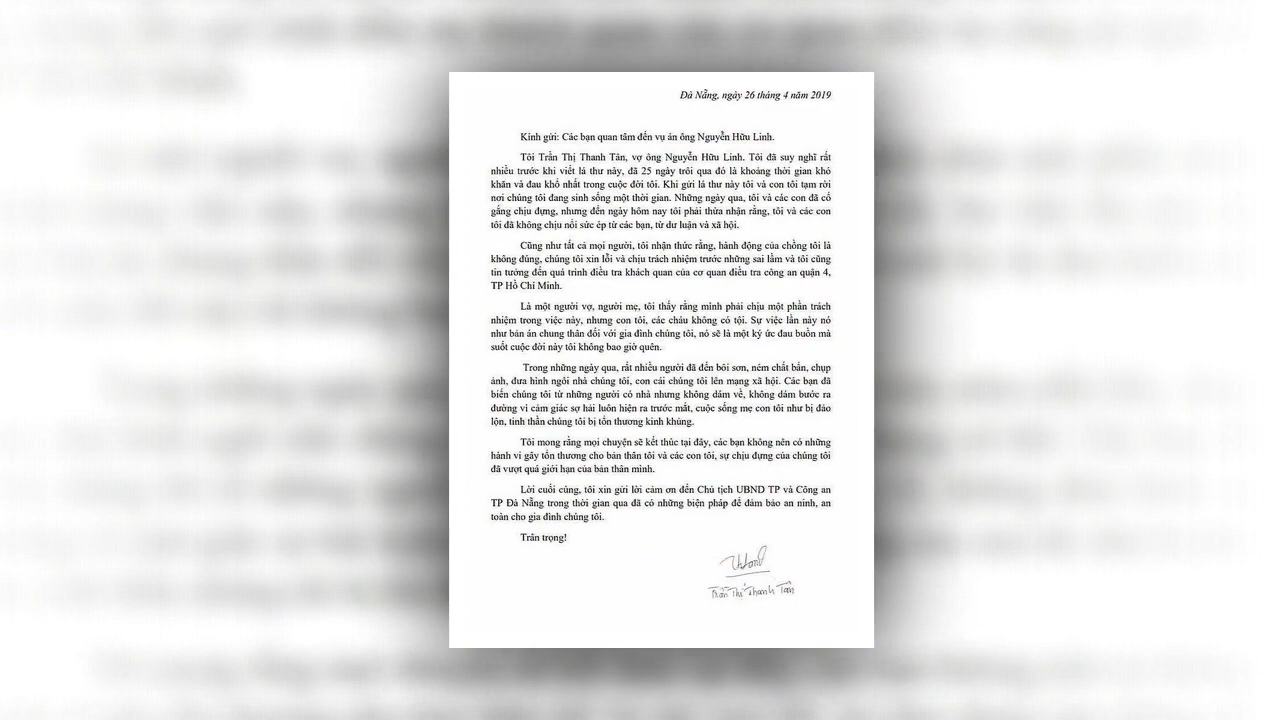 Đà Nẵng, ngày 26 tháng 4 năm 2019
Kính gửi: Các bạn quan tâm đến vụ án ông Nguyễn Hữu Linh.
Tôi Trần Thị Thanh Tân, vợ ông Nguyễn Hữu Linh. Tôi đã suy nghĩ rất
nhiều trước khi viết lá thư này, đã 25 ngày trôi qua đó là khoảng thời gian khó
khăn và đau khổ nhất trong cuộc đời tôi. Khi gửi lá thư này tôi và con tôi tạm rời
nơi chúng tôi đang sinh sống một thời gian. Những ngày qua, tôi và các con đã cố
gắng chịu đựng, nhưng đến ngày hôm nay tôi phải thừa nhận rằng, tôi và các con
tôi đã không chịu nổi sức ép từ các bạn, từ dư luận và xã hội.
Cũng như tất cả mọi người, tôi nhận thức rằng, hành động của chồng tôi là
không đúng, chúng tôi xin lỗi và chịu trách nhiệm trước những sai lầm và tôi cũng
tin tưởng đến quá trình điều tra khách quan của cơ quan điều tra công an quận 4,
TP Hồ Chí Minh.
Là một người vợ, người mẹ, tôi thấy rằng mình phải chịu một phần trách
nhiệm trong việc này, nhưng con tôi, các cháu không có tội. Sự việc lần này nó
như bản án chung thân đối với gia đình chúng tôi, nó sẽ là một ký ức đau buồn mà
suốt cuộc đời này tôi không bao giờ quên.
Trong những ngày qua, rất nhiều người đã đến bôi sơn, ném chất bẩn, chụp
ảnh, đưa hình ngôi nhà chúng tôi, con cái chúng tôi lên mạng xã hội. Các bạn đã
biến chúng tôi từ những người có nhà nhưng không dám về, không dám bước ra
đường vì cảm giác sợ hãi luôn hiện ra trước mắt, cuộc sống mẹ con tôi như bị đảo
lộn, tinh thần chúng tôi bị tổn thương kinh khủng.
Tôi mong rằng mọi chuyện sẽ kết thúc tại đây, các bạn không nên có những
hành vi gây tổn thương cho bản thân tôi và các con tôi, sự chịu đựng của chúng tôi
đã vượt quá giới hạn của bản thân mình.
Lời cuối cùng, tôi xin gửi lời cảm ơn đến Chủ tịch UBND TP và Công an
TP Đà Nẵng trong thời gian qua đã có những biện pháp để đảm bảo an ninh, an
toàn cho gia đình chúng tôi.
Trân trọng!
Trần Thị Thanh Tân